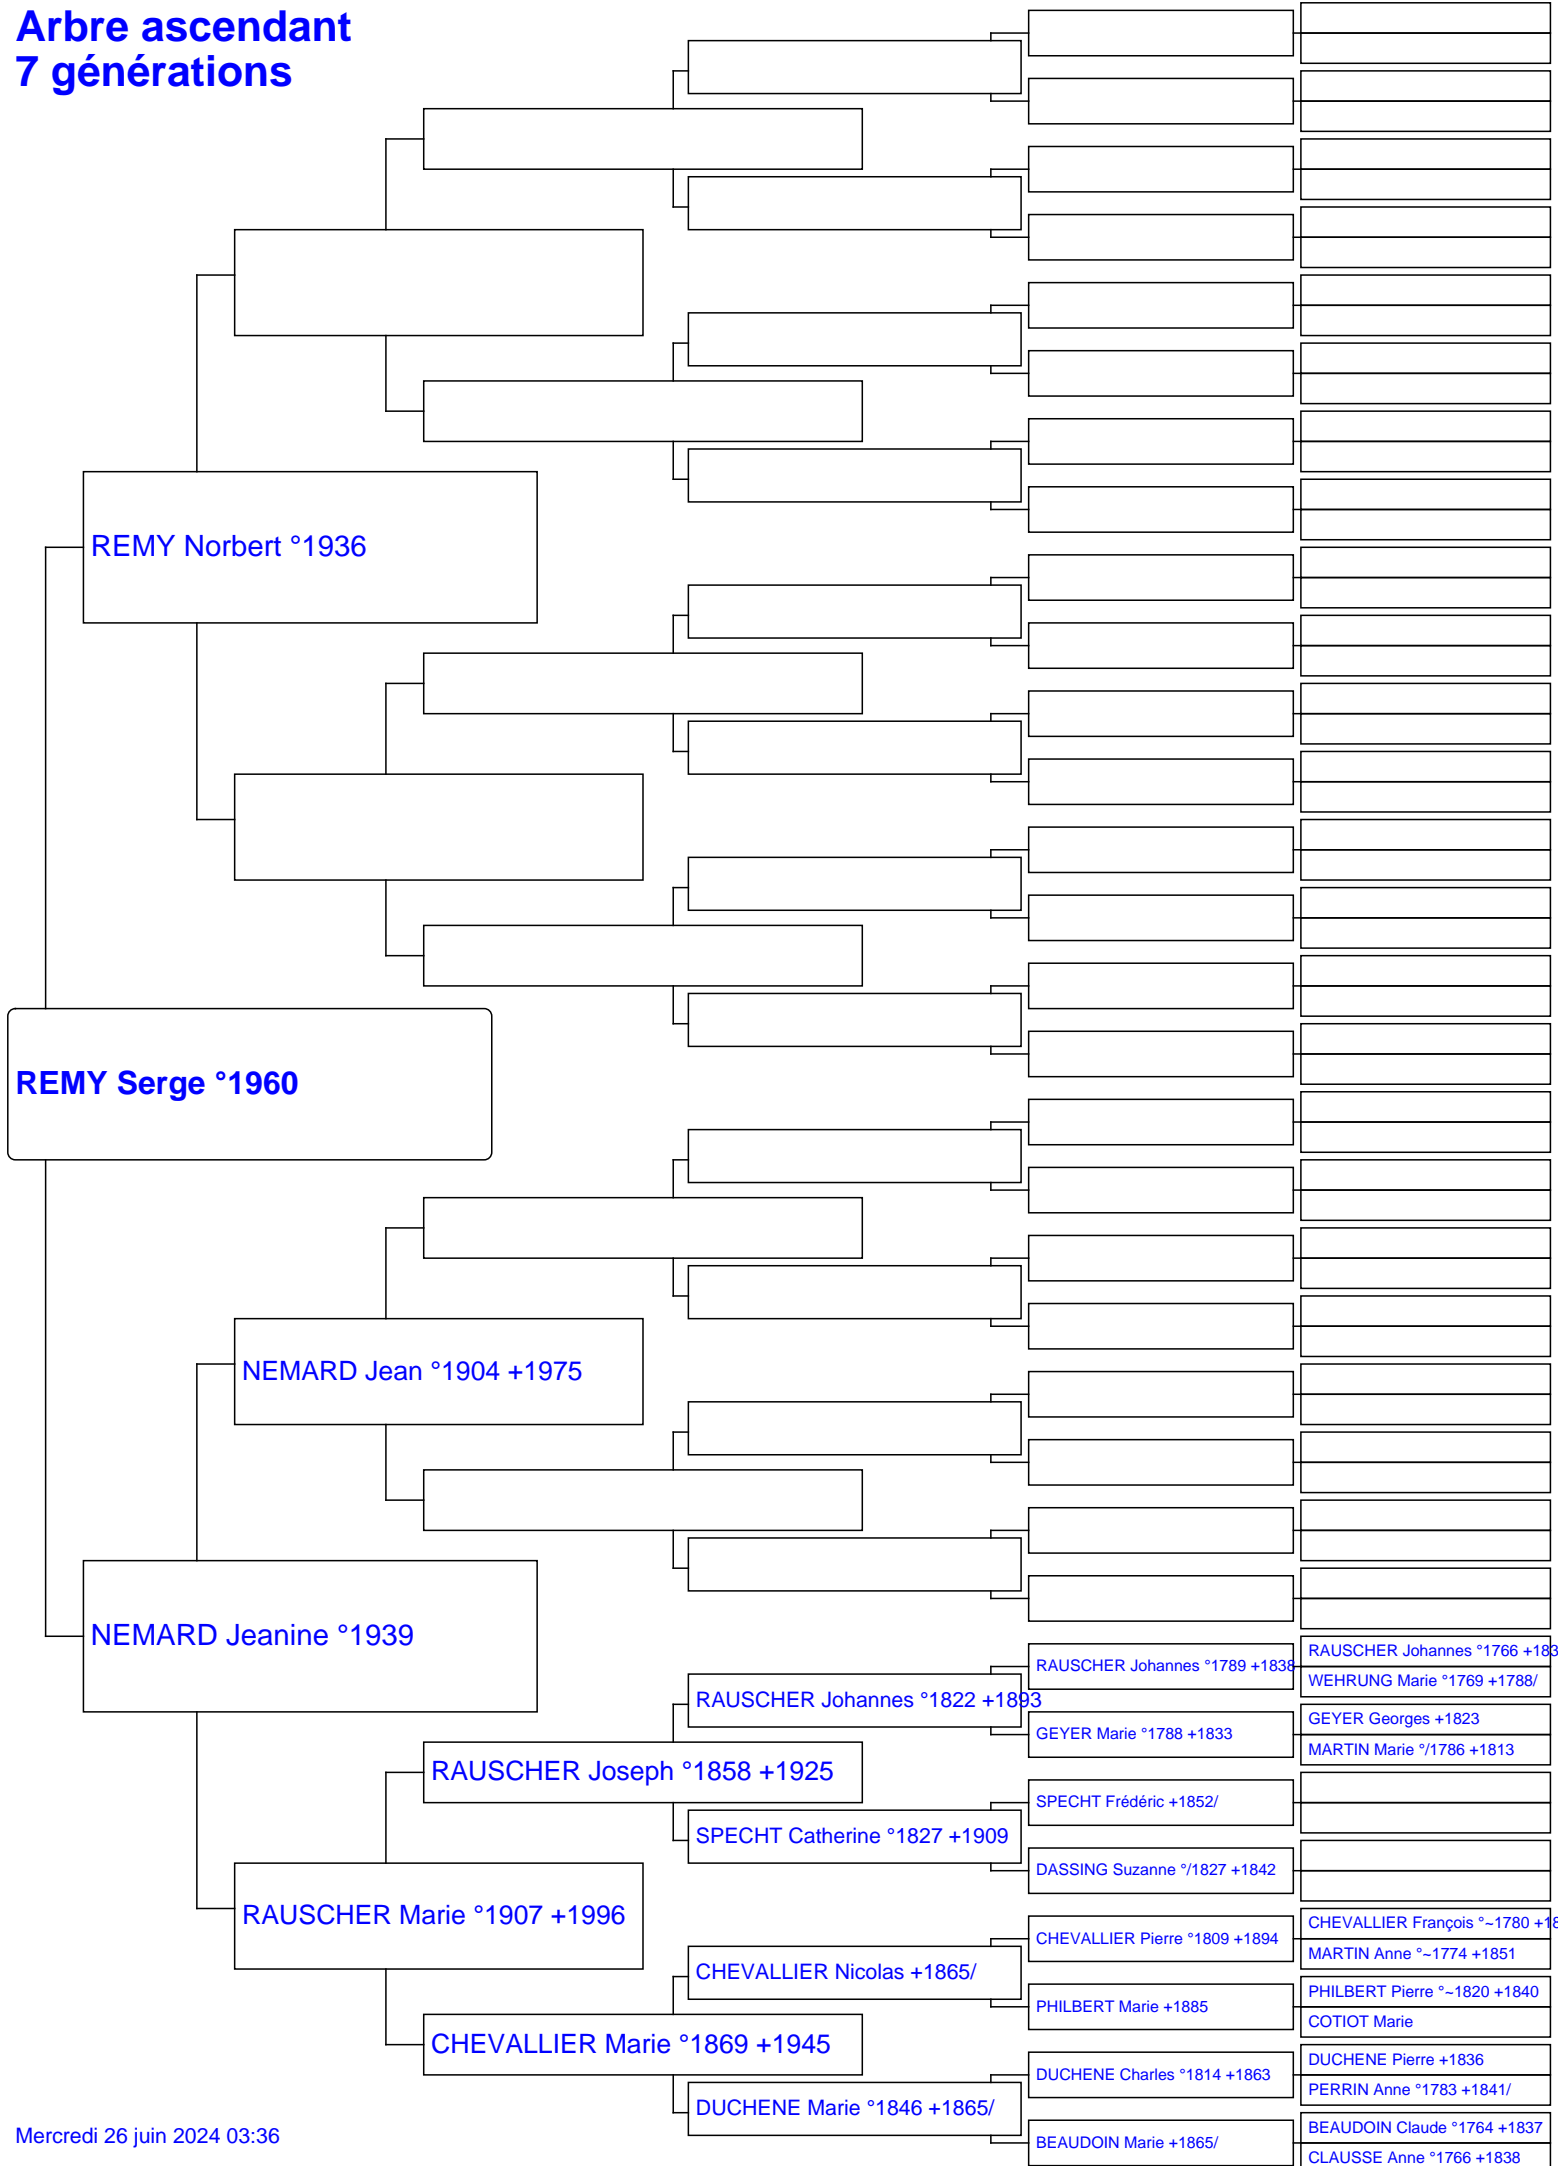 Arbre ascendant
7 générations
REMY Norbert °1936
REMY Serge °1960
NEMARD Jean °1904 +1975
NEMARD Jeanine °1939
RAUSCHER Johannes °1766 +183
RAUSCHER Johannes °1789 +1838
WEHRUNG Marie °1769 +1788/
RAUSCHER Johannes °1822 +1893
GEYER Georges +1823
GEYER Marie °1788 +1833
MARTIN Marie °/1786 +1813
RAUSCHER Joseph °1858 +1925
SPECHT Frédéric +1852/
SPECHT Catherine °1827 +1909
DASSING Suzanne °/1827 +1842
RAUSCHER Marie °1907 +1996
CHEVALLIER François °~1780 +18
CHEVALLIER Pierre °1809 +1894
MARTIN Anne °~1774 +1851
CHEVALLIER Nicolas +1865/
PHILBERT Pierre °~1820 +1840
PHILBERT Marie +1885
COTIOT Marie
CHEVALLIER Marie °1869 +1945
DUCHENE Pierre +1836
DUCHENE Charles °1814 +1863
PERRIN Anne °1783 +1841/
DUCHENE Marie °1846 +1865/
BEAUDOIN Claude °1764 +1837
BEAUDOIN Marie +1865/
CLAUSSE Anne °1766 +1838
Mercredi 26 juin 2024 03:36